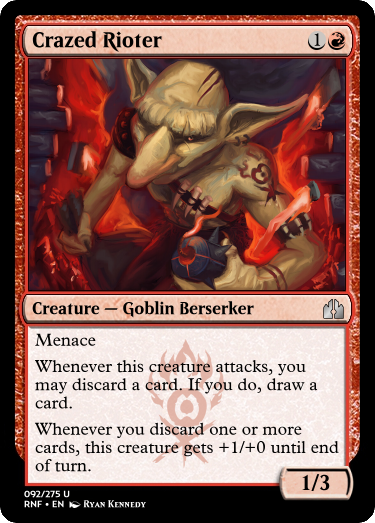 Crazed Rioter 1
Creature — Goblin Berserker
Menace
Whenever this creature attacks, you
may discard a card. If you do, draw a
card.
Whenever you discard one or more
cards, this creature gets +1/+0 until end
of turn.
1/3
092/275 U
RNF • EN Ryan Kennedy